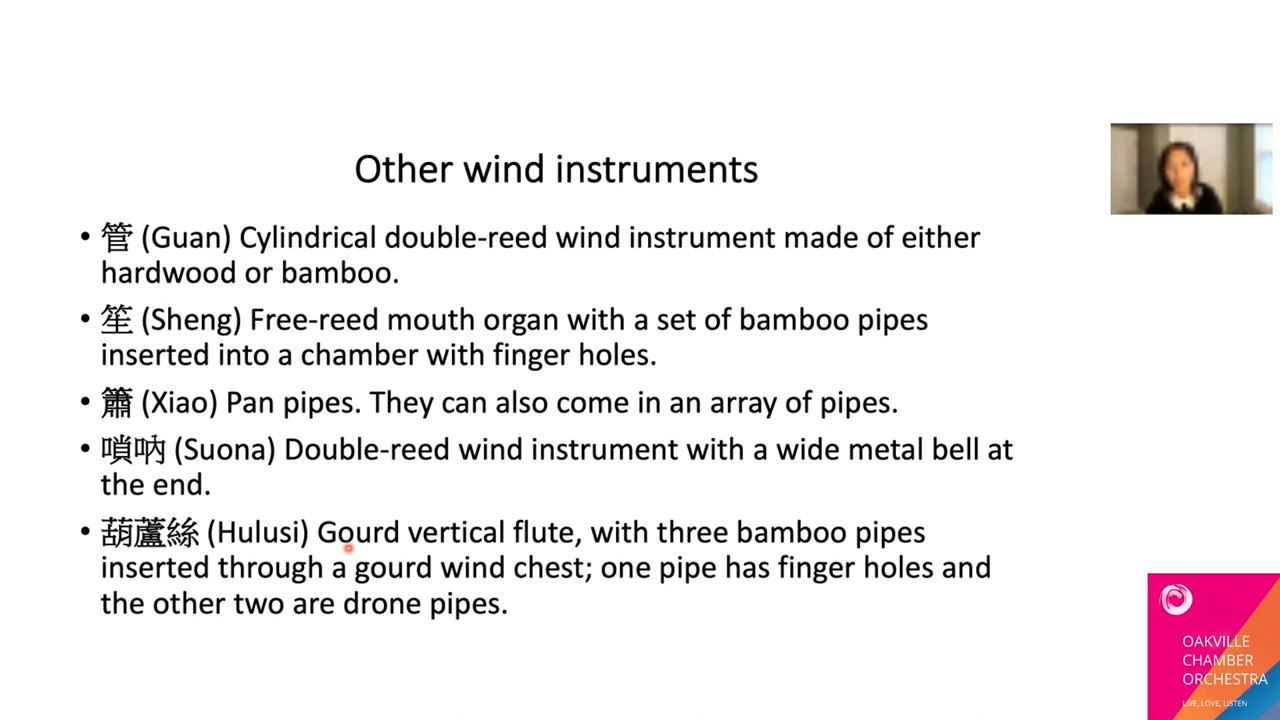 Other wind instruments
• 管 (Guan) Cylindrical double-reed wind instrument made of either
hardwood or bamboo.
• 笙 (Sheng) Free-reed mouth organ with a set of bamboo pipes
inserted into a chamber with finger holes.
• 簫 (Xiao) Pan pipes. They can also come in an array of pipes.
• 嗩吶 (Suona) Double-reed wind instrument with a wide metal bell at
the end.
• 葫蘆絲 (Hulusi) Gourd vertical flute, with three bamboo pipes
inserted through a gourd wind chest; one pipe has finger holes and
the other two are drone pipes.
OAKVILLE
CHAMBER
ORCHESTRA
LIVE, LOVE, LISTEN